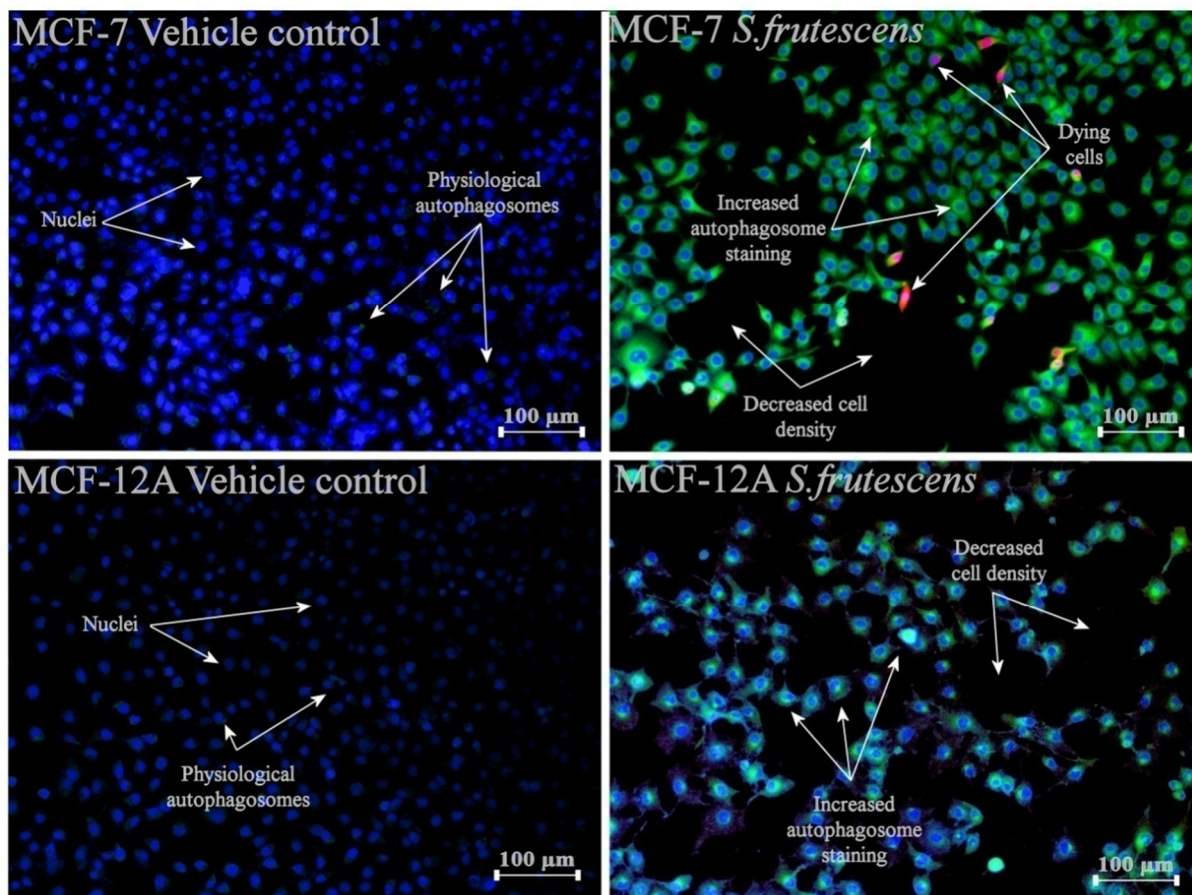 MCF-7 Vehicle control
Nuclei
Physiological
autophagosomes
100 µm
MCF-7 S.frutescens
Dying
cells
Increased
autophagosome
staining
Decreased cell
density
100 µm
MCF-12A Vehicle control
Nuclei
Physiological
autophagosomes
100 µm
MCF-12A S.frutescens
Decreased
cell density
Increased
autophagosome
staining
100 µm